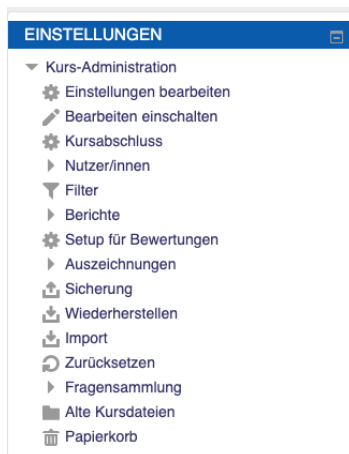 EINSTELLUNGEN
Kurs-Administration
Einstellungen bearbeiten
Bearbeiten einschalten
Kursabschluss
Nutzer/innen
Filter
Berichte
Setup für Bewertungen
Auszeichnungen
Sicherung
Wiederherstellen
Import
Zurücksetzen
Fragensammlung
Alte Kursdateien
Papierkorb